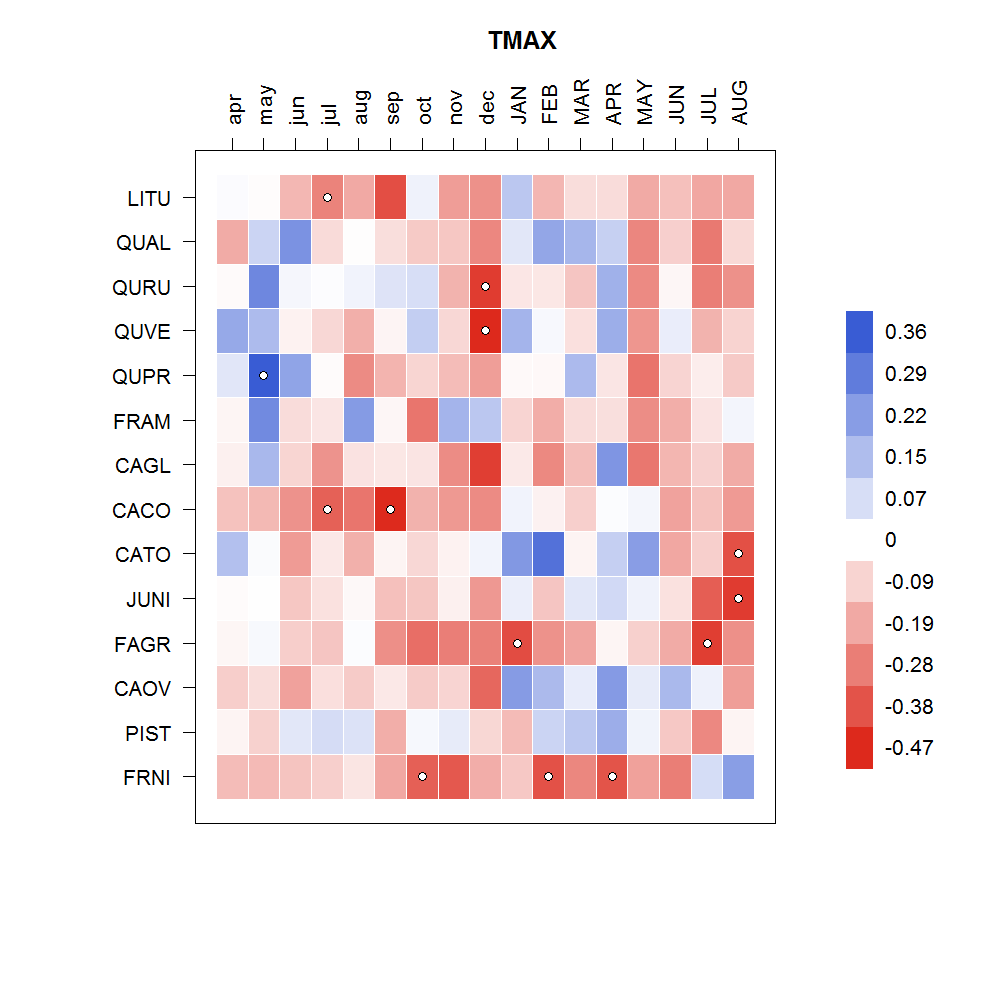 TMAX
apr may jun jul aug sep oct nov dec JAN FEB MAR APR MAY JUN JUL AUG
LITU
QUAL
QURU
QUVE
QUPR
FRAM
CAGL
CACO
CATO
JUNI
FAGR
CAOV
PIST
FRNI
0.36
0.29
0.22
0.15
0.07
0
-0.09
-0.19
-0.28
-0.38
-0.47